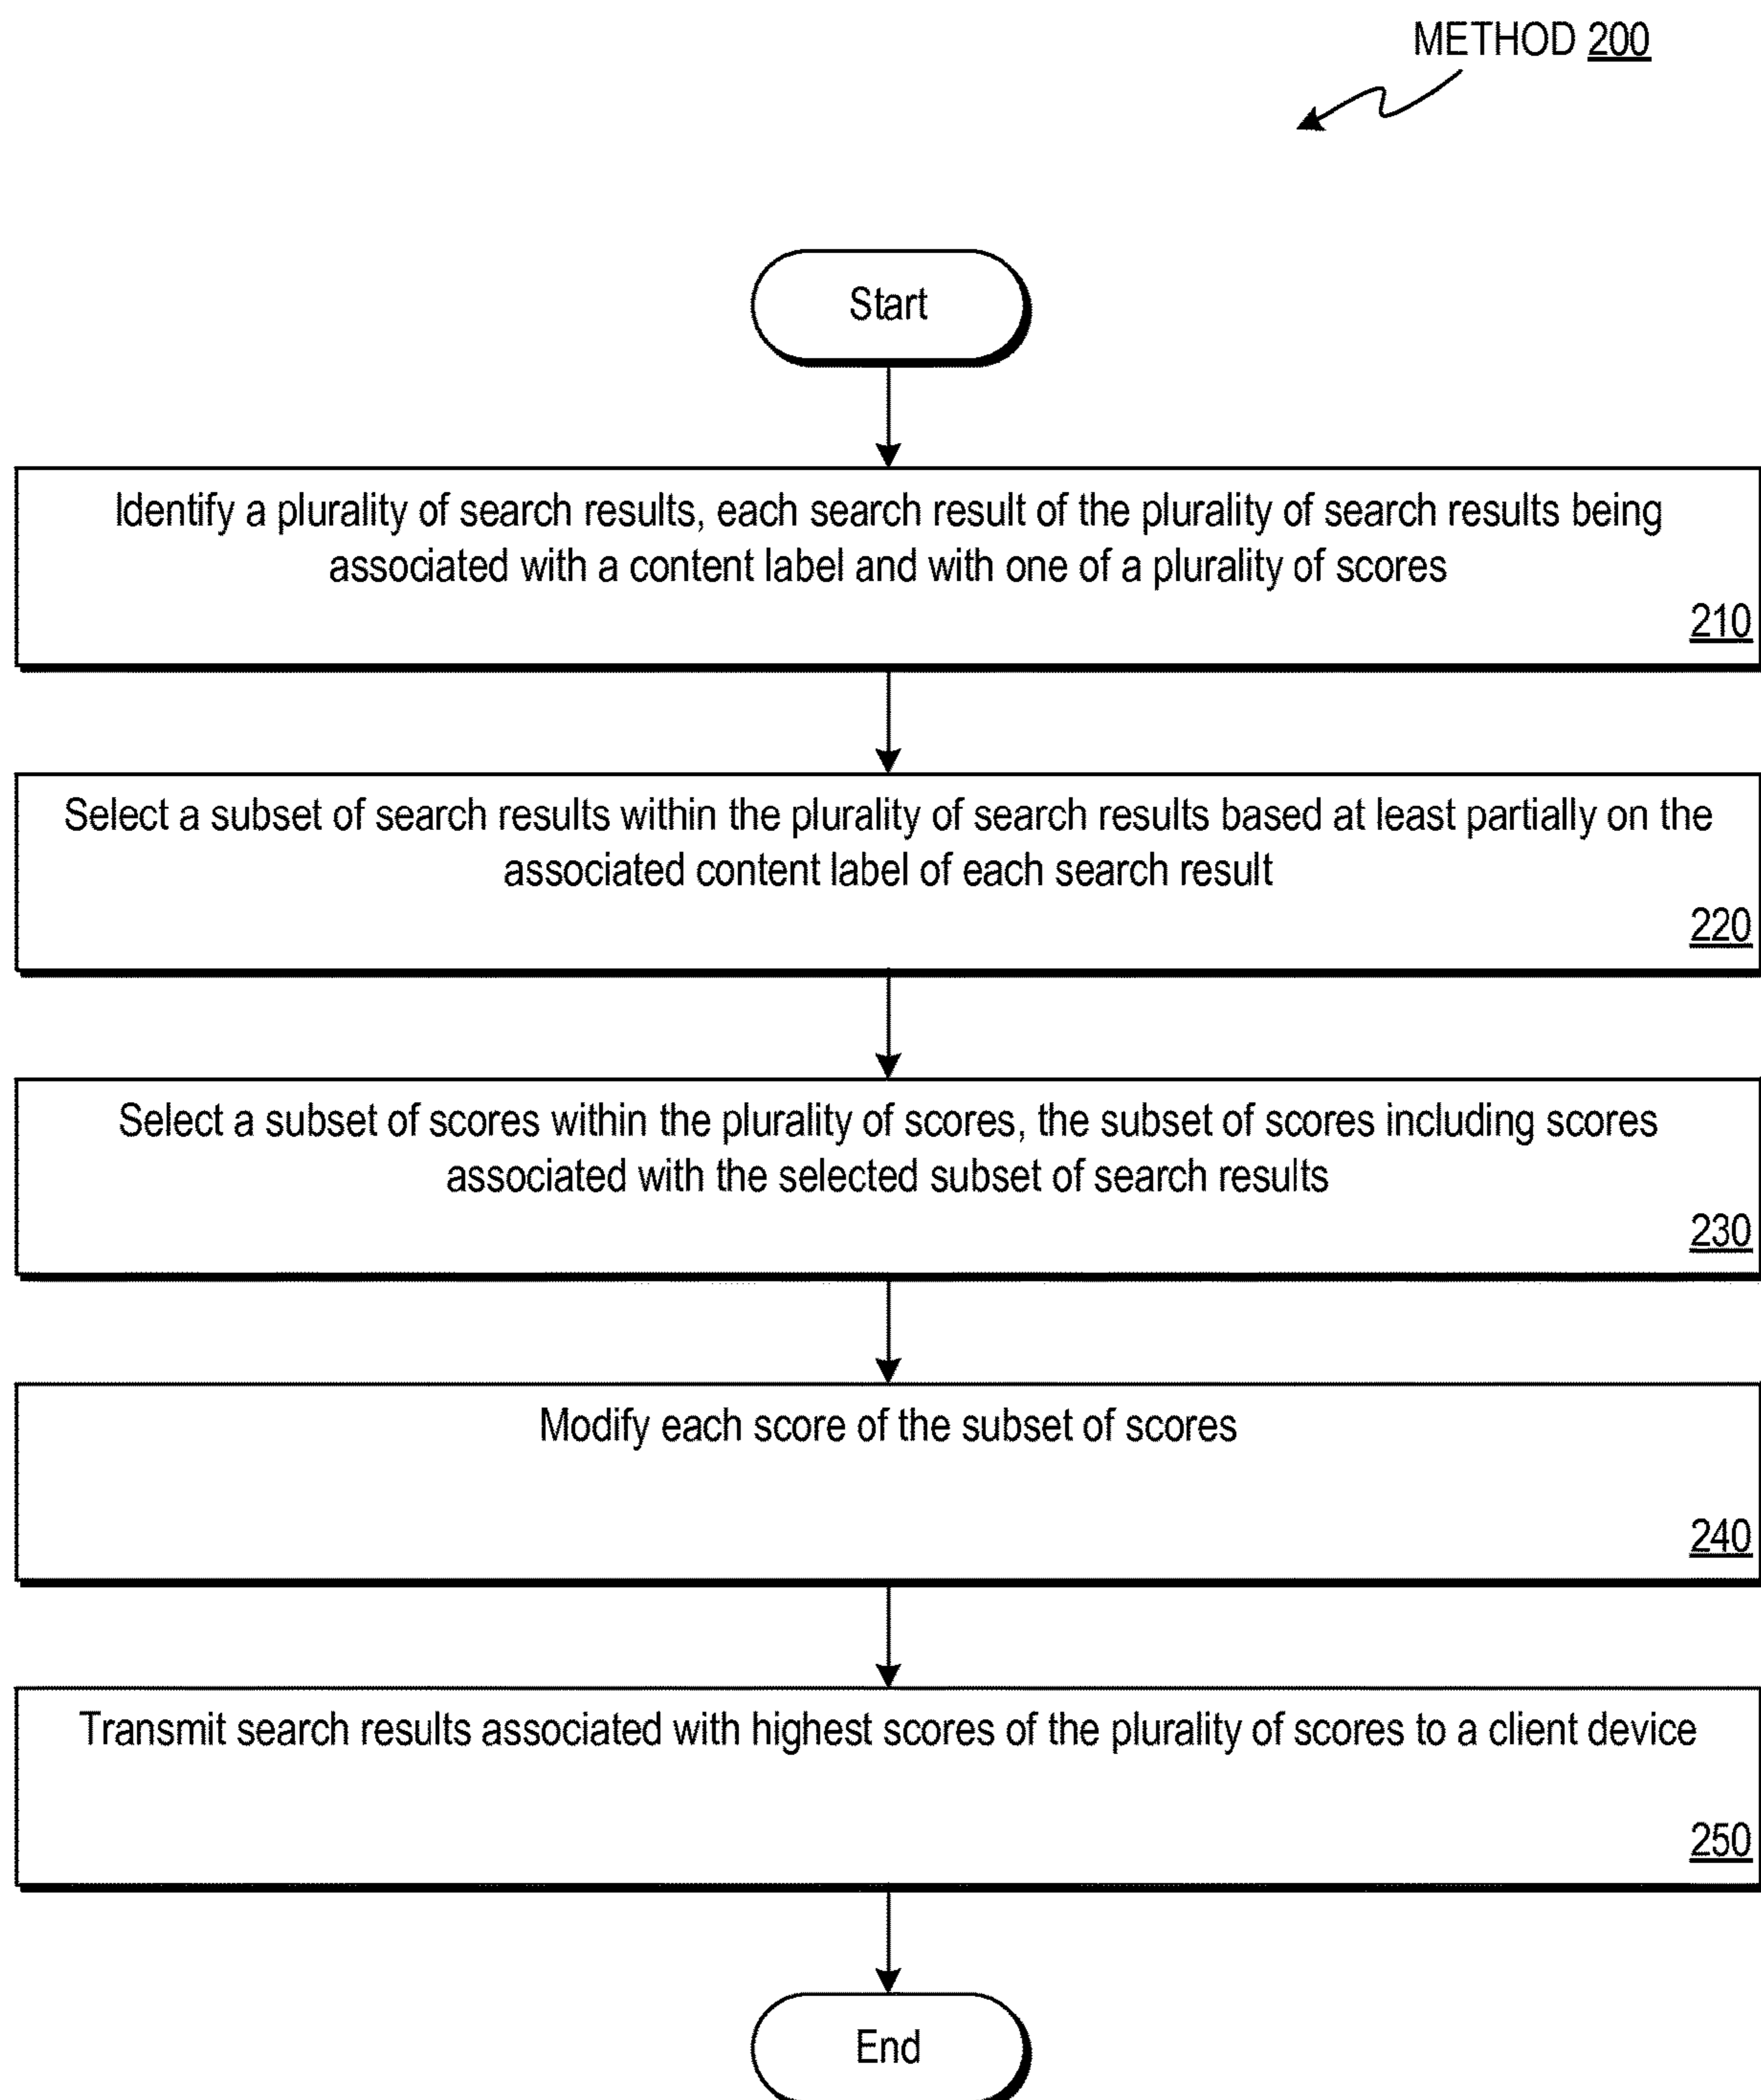 METHOD 200
Start
Identify a plurality of search results, each search result of the plurality of search results being
associated with a content label and with one of a plurality of scores
210
Select a subset of search results within the plurality of search results based at least partially on the
associated content label of each search result
220
Select a subset of scores within the plurality of scores, the subset of scores including scores
associated with the selected subset of search results
230
Modify each score of the subset of scores
240
Transmit search results associated with highest scores of the plurality of scores to a client device
250
End